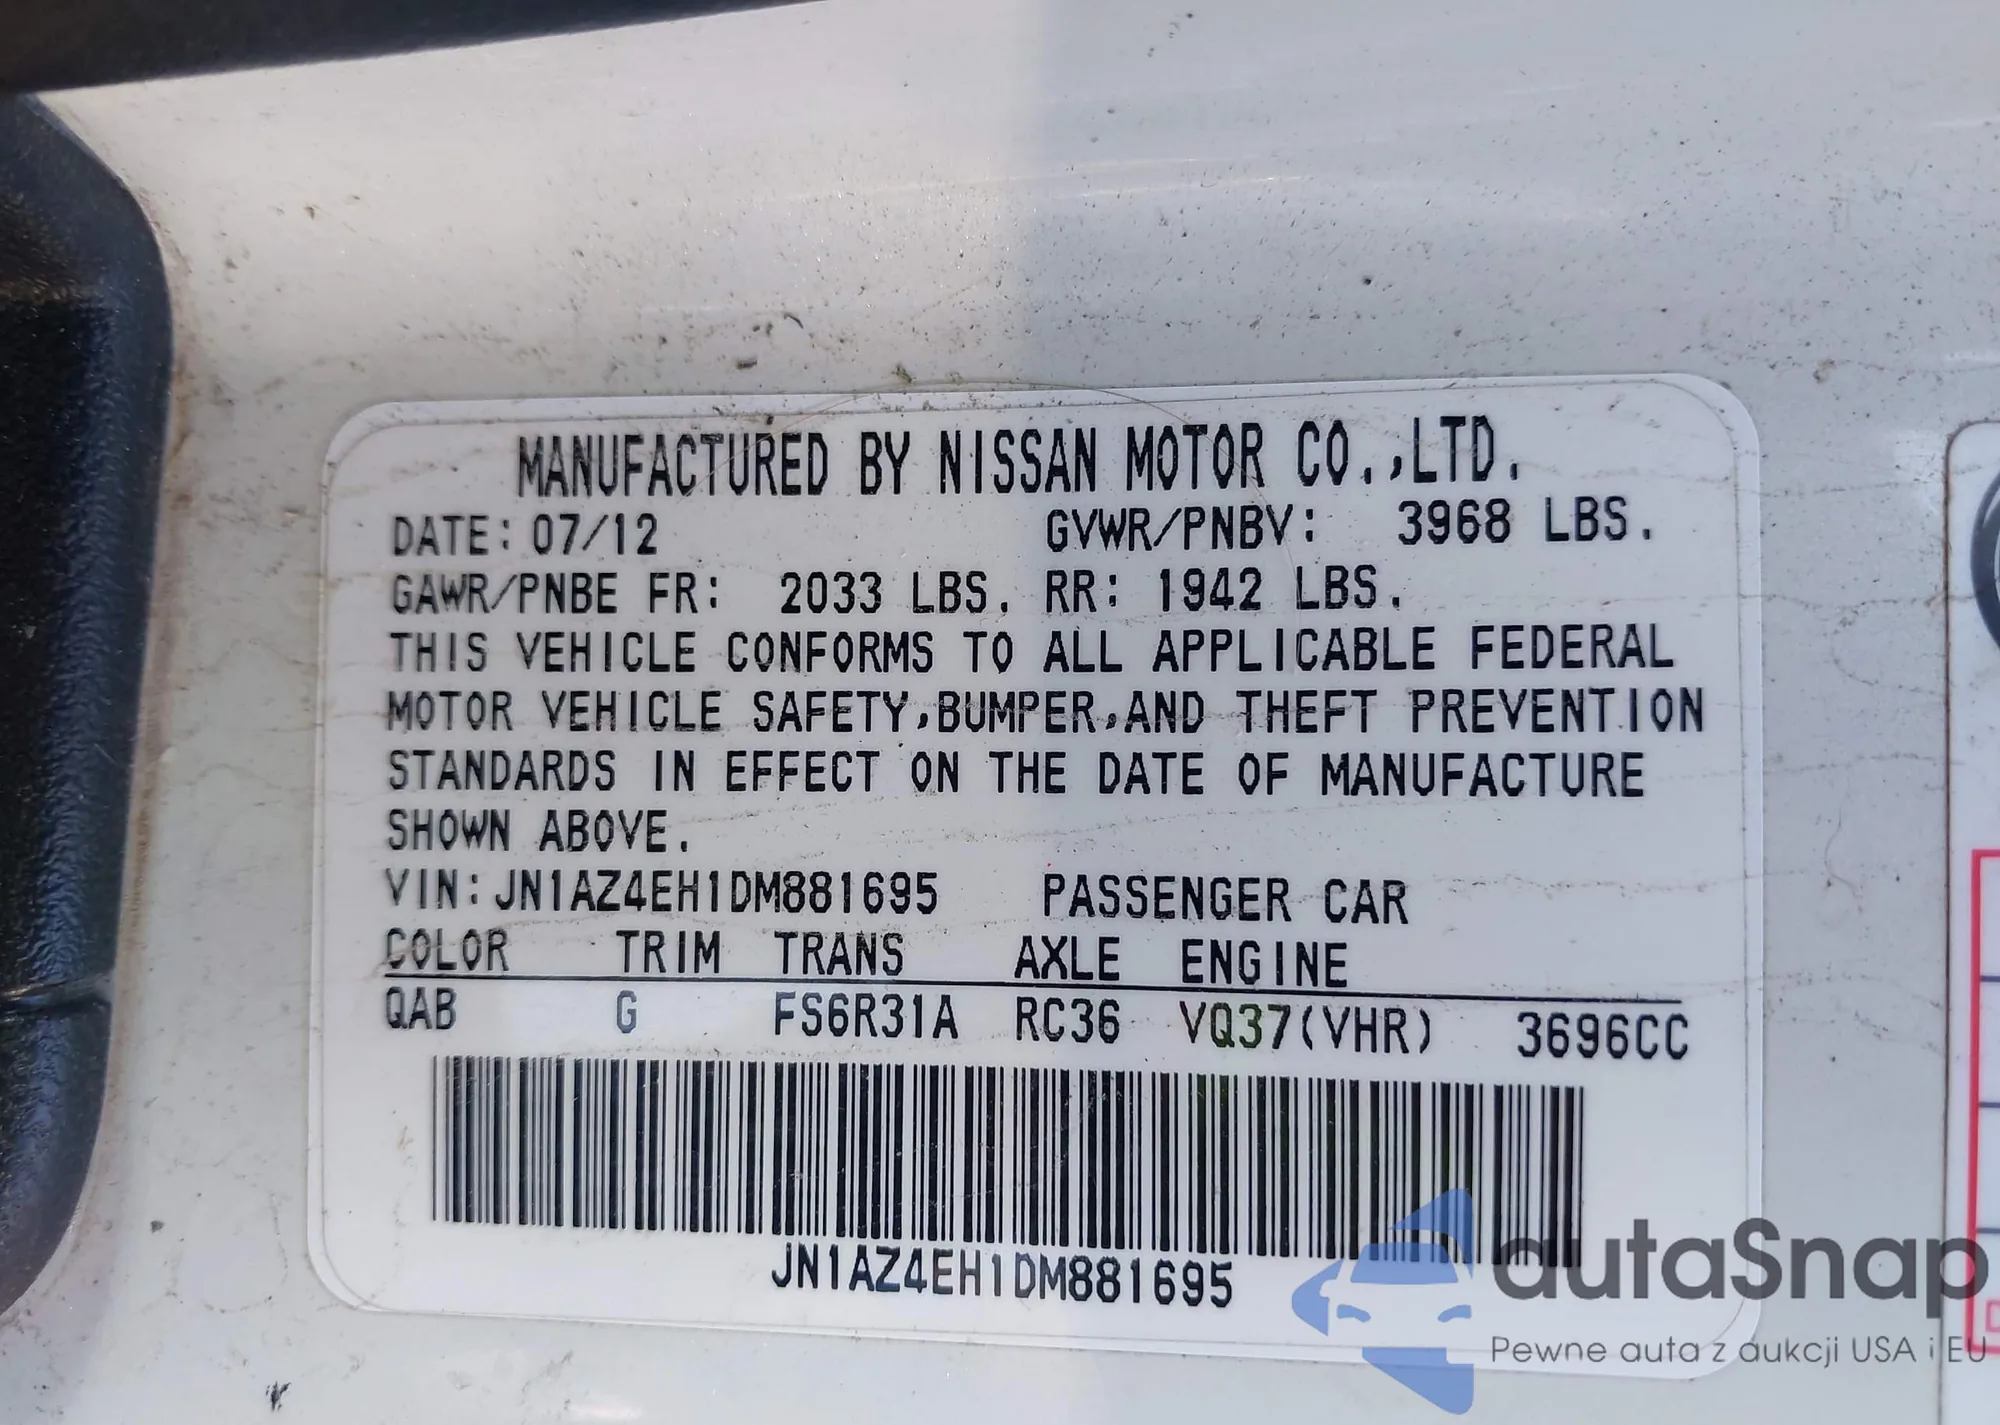 MANUFACTURED BY NISSAN MOTOR CO.,LTD.
DATE: 07/12 GVWR/PNBV: 3968 LBS.
GAWR/PNBE FR: 2033 LBS. RR: 1942 LBS.
THIS VEHICLE CONFORMS TO ALL APPLICABLE FEDERAL
MOTOR VEHICLE SAFETY,BUMPER,AND THEFT PREVENTION
STANDARDS IN EFFECT ON THE DATE OF MANUFACTURE
SHOWN ABOVE.
VIN:JN1AZ4EH1DM881695 PASSENGER CAR
COLOR TRIM TRANS AXLE ENGINE
QAB G FS6R31A RC36 VQ37(VHR) 3696CC
JN1AZ4EH1DM881695
autaSnap
Pewne auta z aukcji USA i EU